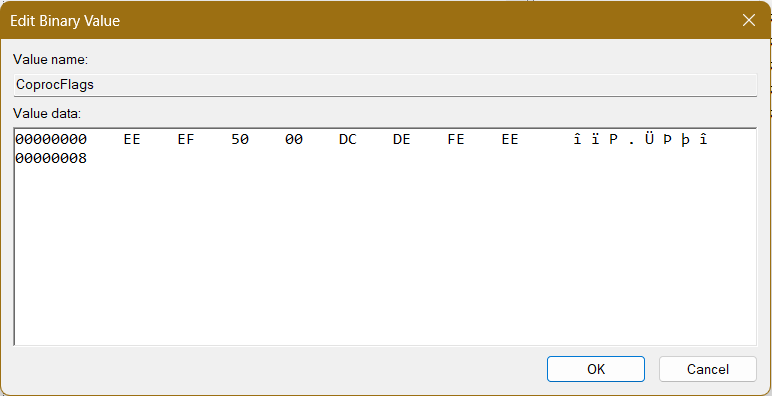 Edit Binary Value
Value name:
CoprocFlags
Value data:
00000000 EE EF 50 00 DC DE FE EE î ï P . Ü Þ þ î
00000008
OK Cancel